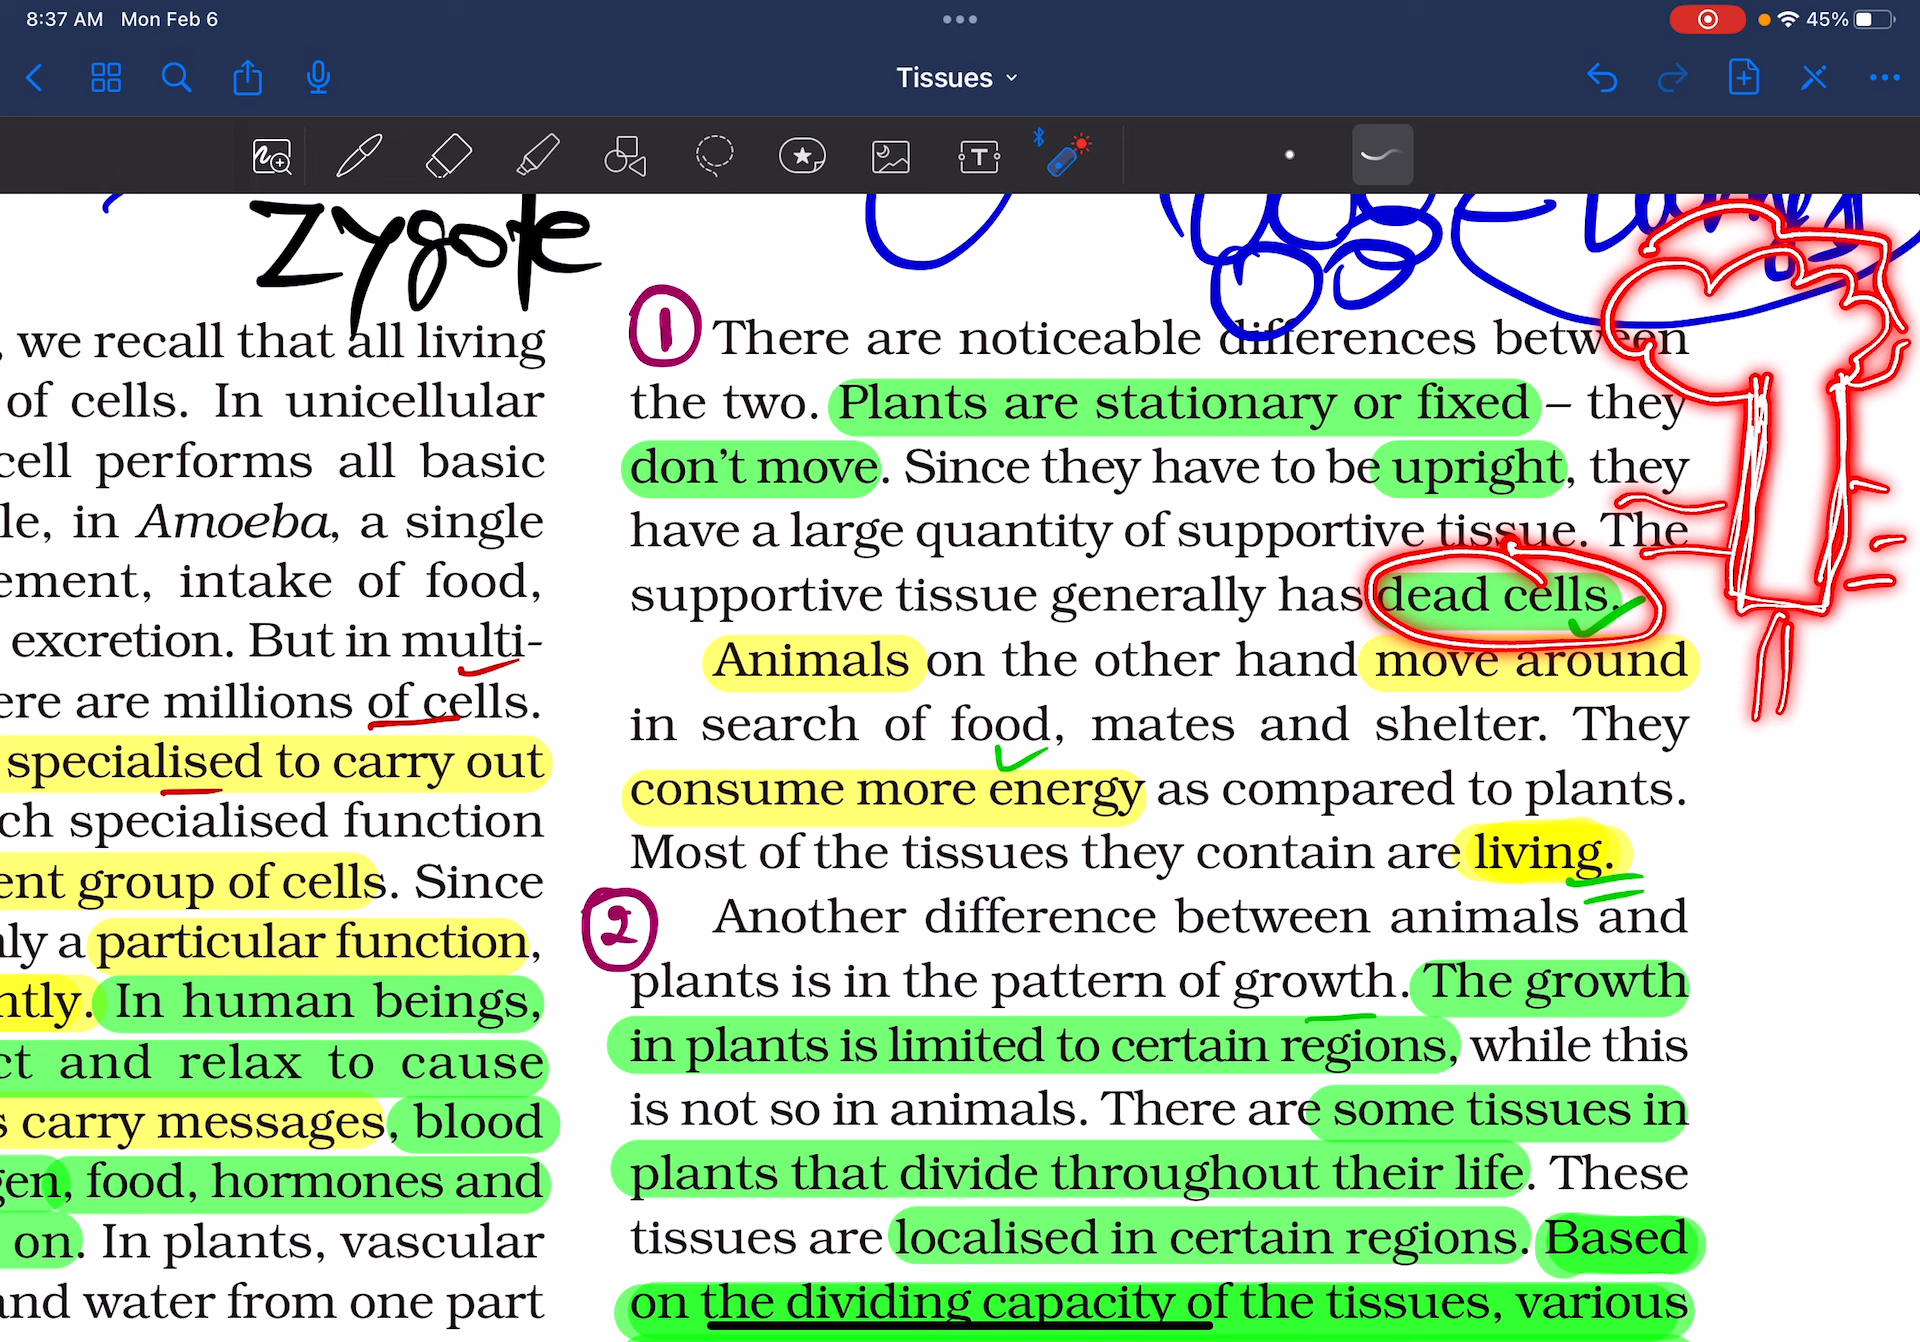 8:37 AM Mon Feb 6
45%
Tissues
T
zygote
, we recall that all living
of cells. In unicellular
cell performs all basic
le, in Amoeba, a single
ement, intake of food,
excretion. But in multi-
ere are millions of cells.
specialised to carry out
ch specialised function
ent group of cells. Since
nly a particular function,
ntly. In human beings,
ct and relax to cause
s carry messages, blood
gen, food, hormones and
on. In plants, vascular
and water from one part
1 There are noticeable differences between
the two. Plants are stationary or fixed – they
don't move. Since they have to be upright, they
have a large quantity of supportive tissue. The
supportive tissue generally has dead cells.
Animals on the other hand move around
in search of food, mates and shelter. They
consume more energy as compared to plants.
Most of the tissues they contain are living.
2 Another difference between animals and
plants is in the pattern of growth. The growth
in plants is limited to certain regions, while this
is not so in animals. There are some tissues in
plants that divide throughout their life. These
tissues are localised in certain regions. Based
on the dividing capacity of the tissues, various